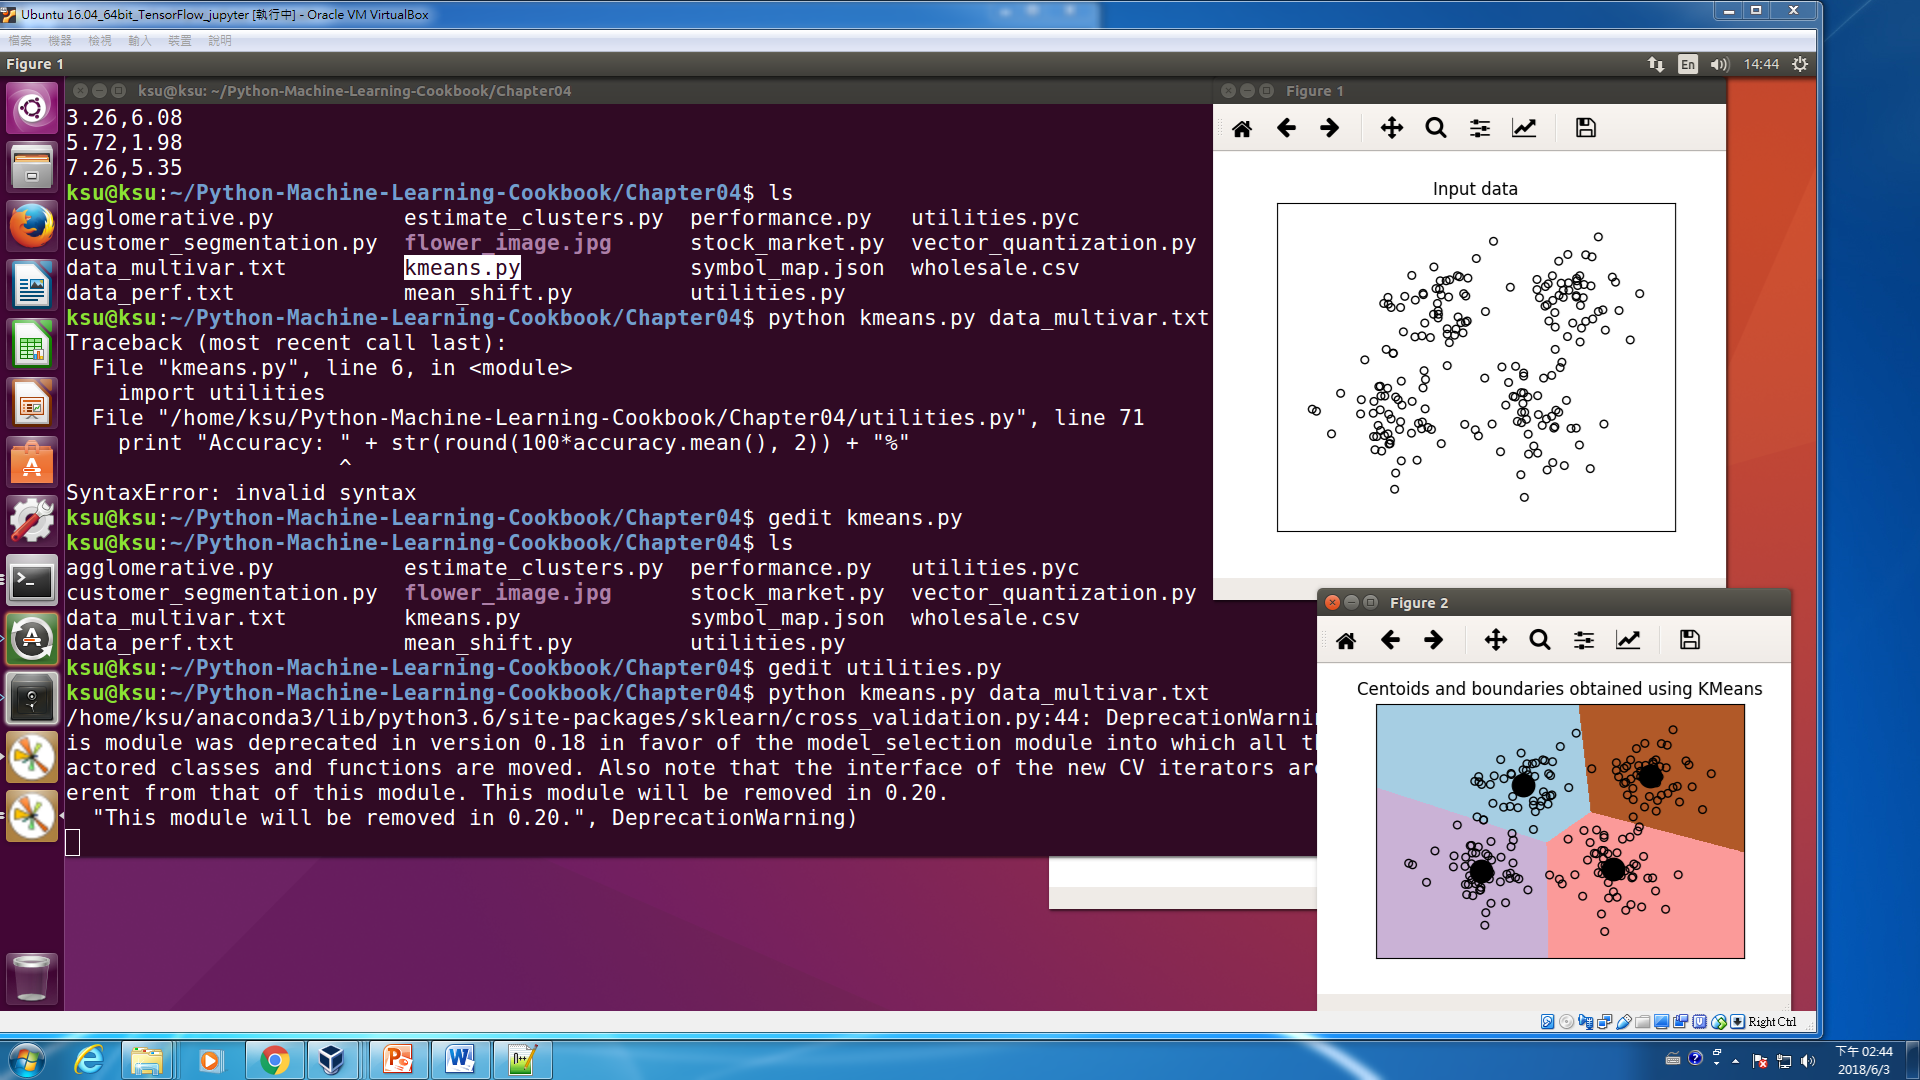 Ubuntu 16.04_64bit_TensorFlow_jupyter [執行中] - Oracle VM VirtualBox
檔案 機器 檢視 輸入 裝置 說明
Figure 1
En
14:44
ksu@ksu: ~/Python-Machine-Learning-Cookbook/Chapter04
3.26,6.08
5.72,1.98
7.26,5.35
ksu@ksu:~/Python-Machine-Learning-Cookbook/Chapter04$ ls
agglomerative.py estimate_clusters.py performance.py utilities.pyc
customer_segmentation.py flower_image.jpg stock_market.py vector_quantization.py
data_multivar.txt kmeans.py symbol_map.json wholesale.csv
data_perf.txt mean_shift.py utilities.py
ksu@ksu:~/Python-Machine-Learning-Cookbook/Chapter04$ python kmeans.py data_multivar.txt
Traceback (most recent call last):
File "kmeans.py", line 6, in <module>
import utilities
File "/home/ksu/Python-Machine-Learning-Cookbook/Chapter04/utilities.py", line 71
print "Accuracy: " + str(round(100*accuracy.mean(), 2)) + "%"
^
SyntaxError: invalid syntax
ksu@ksu:~/Python-Machine-Learning-Cookbook/Chapter04$ gedit kmeans.py
ksu@ksu:~/Python-Machine-Learning-Cookbook/Chapter04$ ls
agglomerative.py estimate_clusters.py performance.py utilities.pyc
customer_segmentation.py flower_image.jpg stock_market.py vector_quantization.py
data_multivar.txt kmeans.py symbol_map.json wholesale.csv
data_perf.txt mean_shift.py utilities.py
ksu@ksu:~/Python-Machine-Learning-Cookbook/Chapter04$ gedit utilities.py
ksu@ksu:~/Python-Machine-Learning-Cookbook/Chapter04$ python kmeans.py data_multivar.txt
/home/ksu/anaconda3/lib/python3.6/site-packages/sklearn/cross_validation.py:44: DeprecationWarnin
is module was deprecated in version 0.18 in favor of the model_selection module into which all th
actored classes and functions are moved. Also note that the interface of the new CV iterators are
erent from that of this module. This module will be removed in 0.20.
"This module will be removed in 0.20.", DeprecationWarning)
Figure 1
Input data
Figure 2
Centoids and boundaries obtained using KMeans
Right Ctrl
下午 02:44
2018/6/3